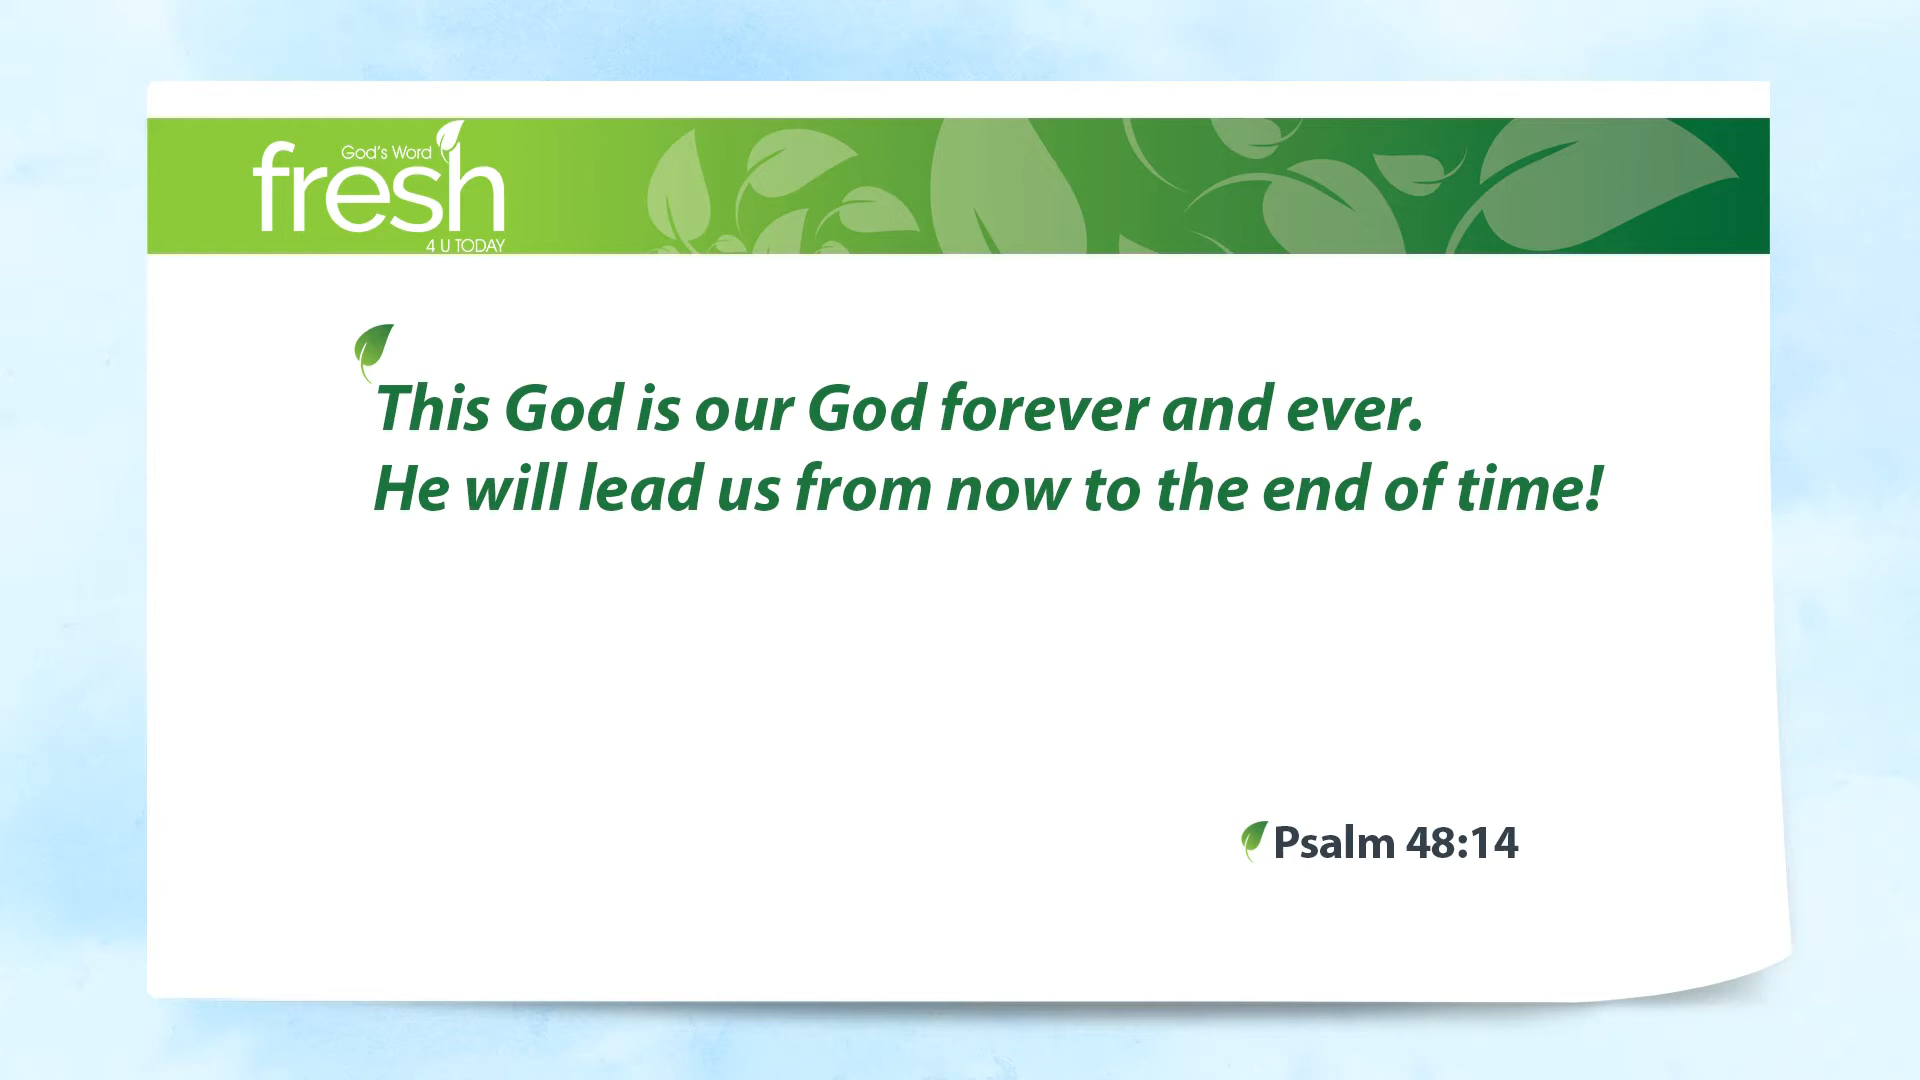 God's Word
fresh
4 U TODAY
This God is our God forever and ever.
He will lead us from now to the end of time!
Psalm 48:14